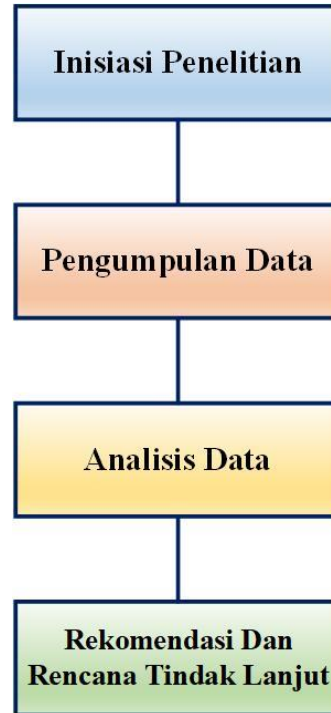 Inisiasi Penelitian
Pengumpulan Data
Analisis Data
Rekomendasi Dan
Rencana Tindak Lanjut